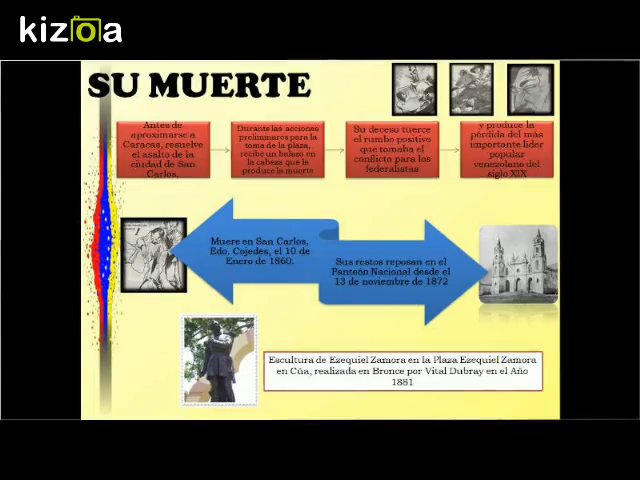 kizoa
SU MUERTE
Antes de
aproximarse a
Caracas, resuelve
el asalto de la
ciudad de San
Carlos.
Durante las acciones
preliminares para la
toma de la plaza,
recibe un balazo en
la cabeza que le
produce la muerte
Su deceso tuerce
el rumbo positivo
que tomaba el
conflicto para los
federalistas
y produce la
pérdida del más
importante líder
popular
venezolano del
siglo XIX
Muere en San Carlos,
Edo. Cojedes, el 10 de
Enero de 1860.
Sus restos reposan en el
Panteón Nacional desde el
13 de noviembre de 1872
Escultura de Ezequiel Zamora en la Plaza Ezequiel Zamora
en Cúa, realizada en Bronce por Vital Dubray en el Año
1881